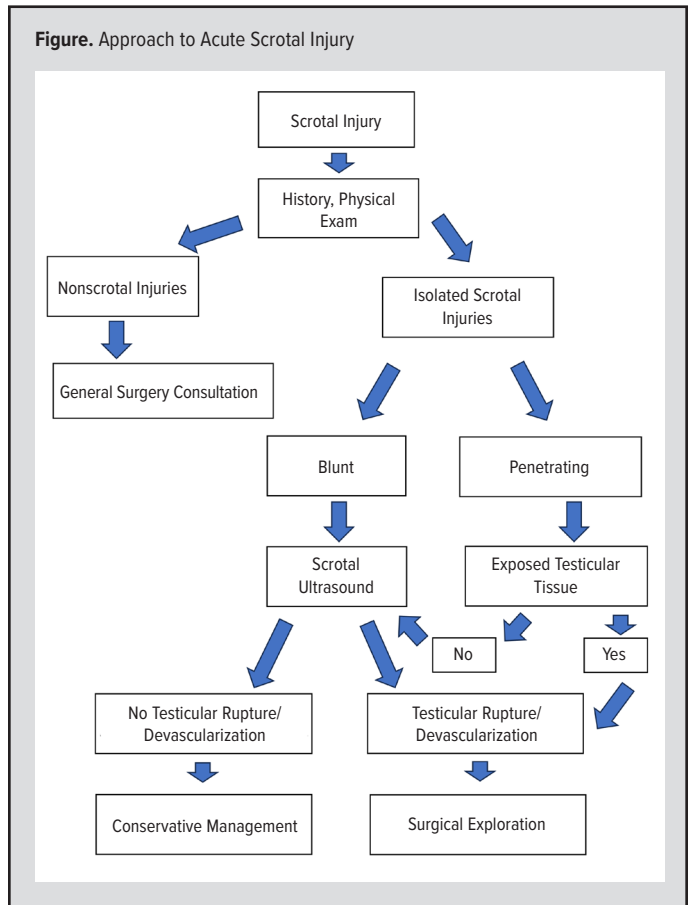 Figure. Approach to Acute Scrotal Injury
Scrotal Injury
History, Physical
Exam
Nonscrotal Injuries
Isolated Scrotal
Injuries
General Surgery Consultation
Blunt
Penetrating
Scrotal
Ultrasound
Exposed Testicular
Tissue
No
Yes
No Testicular Rupture/
Devascularization
Testicular Rupture/
Devascularization
Conservative Management
Surgical Exploration